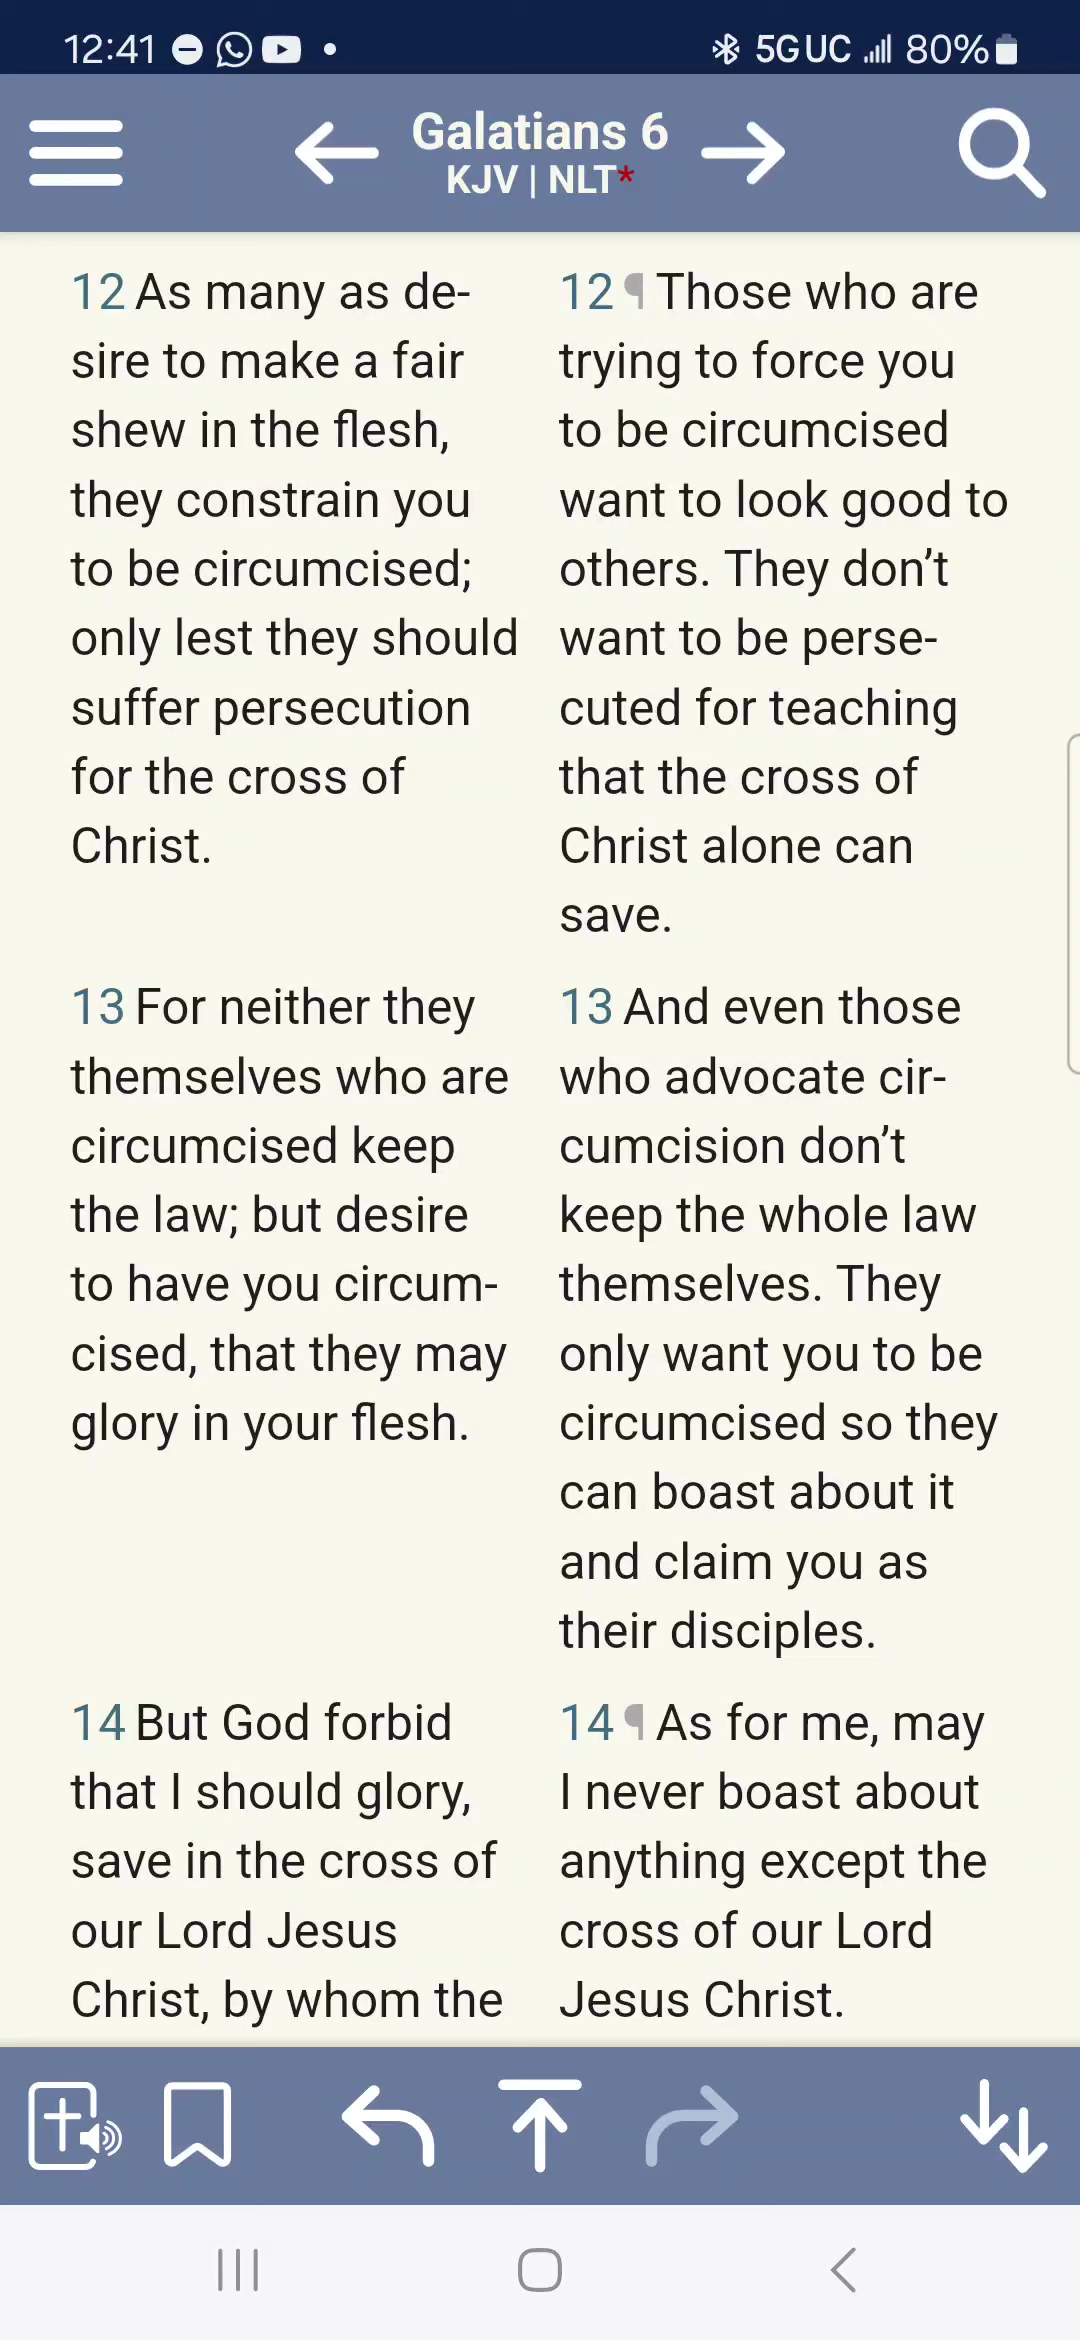 12:41
5G UC 80%
Galatians 6
KJV | NLT*
12 As many as de-
sire to make a fair
shew in the flesh,
they constrain you
to be circumcised;
only lest they should
suffer persecution
for the cross of
Christ.
12 ¶ Those who are
trying to force you
to be circumcised
want to look good to
others. They don’t
want to be perse-
cuted for teaching
that the cross of
Christ alone can
save.
13 For neither they
themselves who are
circumcised keep
the law; but desire
to have you circum-
cised, that they may
glory in your flesh.
13 And even those
who advocate cir-
cumcision don’t
keep the whole law
themselves. They
only want you to be
circumcised so they
can boast about it
and claim you as
their disciples.
14 But God forbid
that I should glory,
save in the cross of
our Lord Jesus
Christ, by whom the
14 ¶ As for me, may
I never boast about
anything except the
cross of our Lord
Jesus Christ.